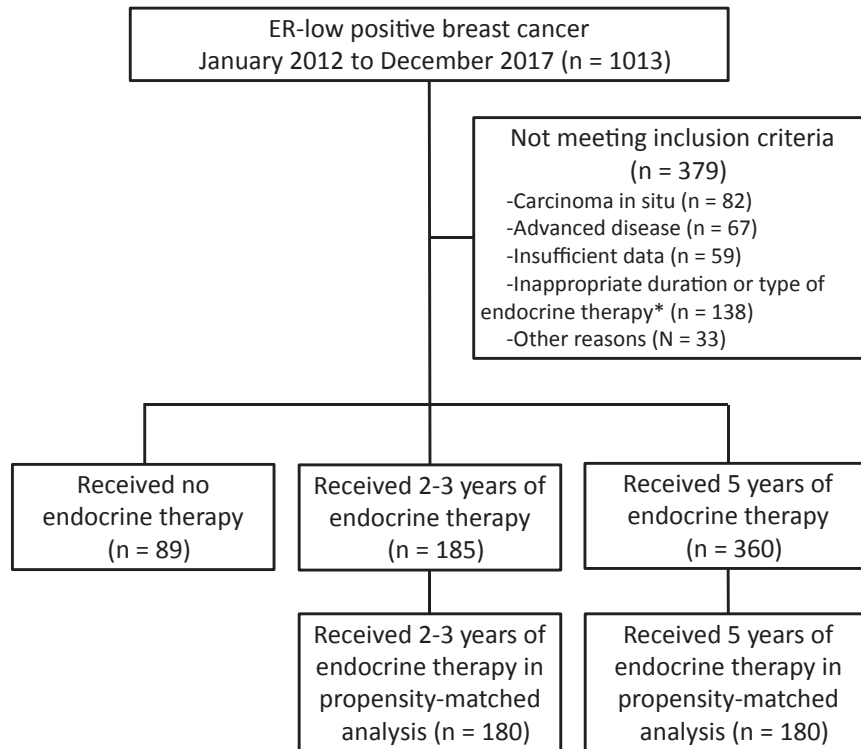 ER-low positive breast cancer
January 2012 to December 2017 (n = 1013)
Not meeting inclusion criteria
(n = 379)
-Carcinoma in situ (n = 82)
-Advanced disease (n = 67)
-Insufficient data (n = 59)
-Inappropriate duration or type of
endocrine therapy* (n = 138)
-Other reasons (N = 33)
Received no
endocrine therapy
(n = 89)
Received 2-3 years of
endocrine therapy
(n = 185)
Received 5 years of
endocrine therapy
(n = 360)
Received 2-3 years of
endocrine therapy in
propensity-matched
analysis (n = 180)
Received 5 years of
endocrine therapy in
propensity-matched
analysis (n = 180)